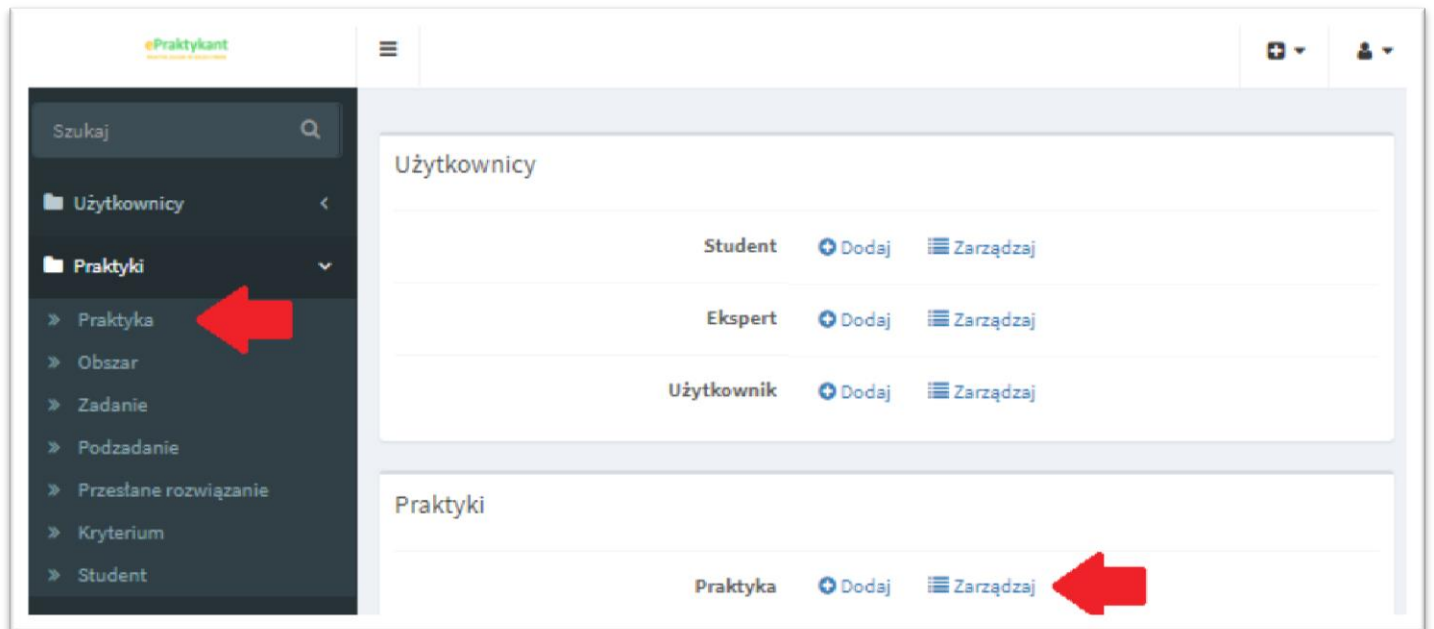 ePraktykant
Szukaj
Użytkownicy
Praktyki
Praktyka
Obszar
Zadanie
Podzadanie
Przesłane rozwiązanie
Kryterium
Student
Użytkownicy
Student Dodaj Zarządzaj
Ekspert Dodaj Zarządzaj
Użytkownik Dodaj Zarządzaj
Praktyki
Praktyka Dodaj Zarządzaj